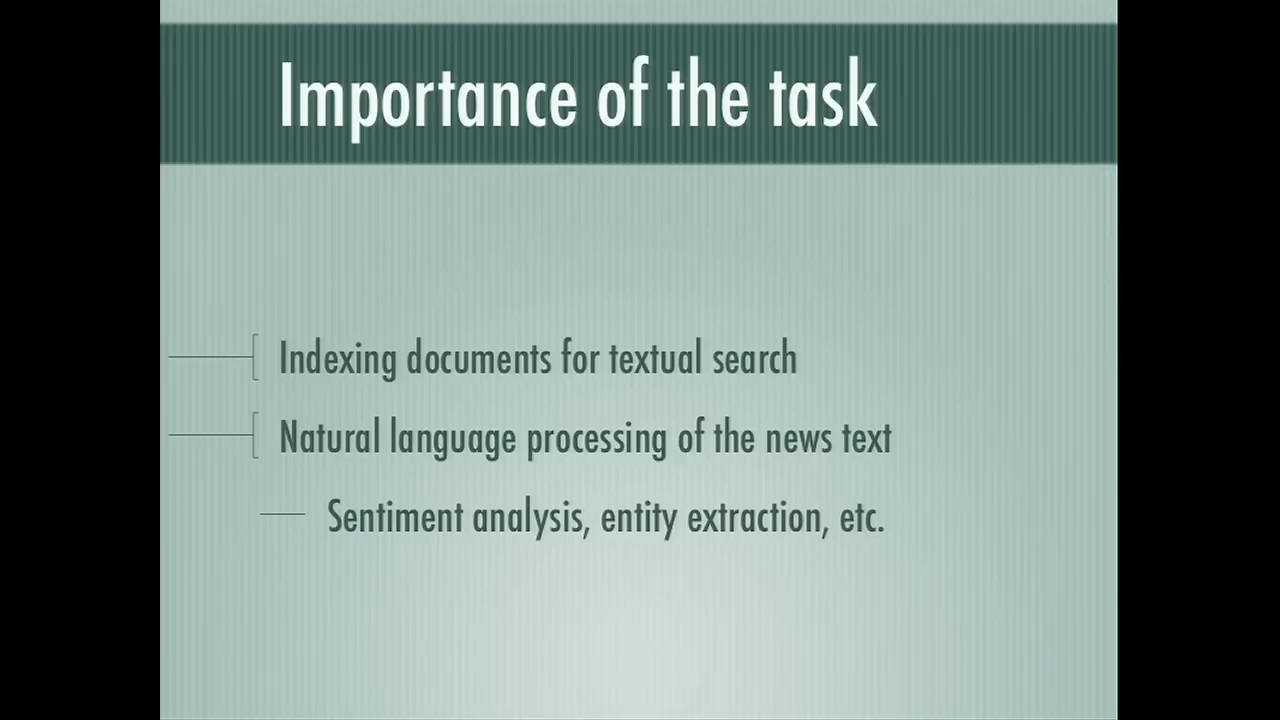 Importance of the task
Indexing documents for textual search
Natural language processing of the news text
Sentiment analysis, entity extraction, etc.